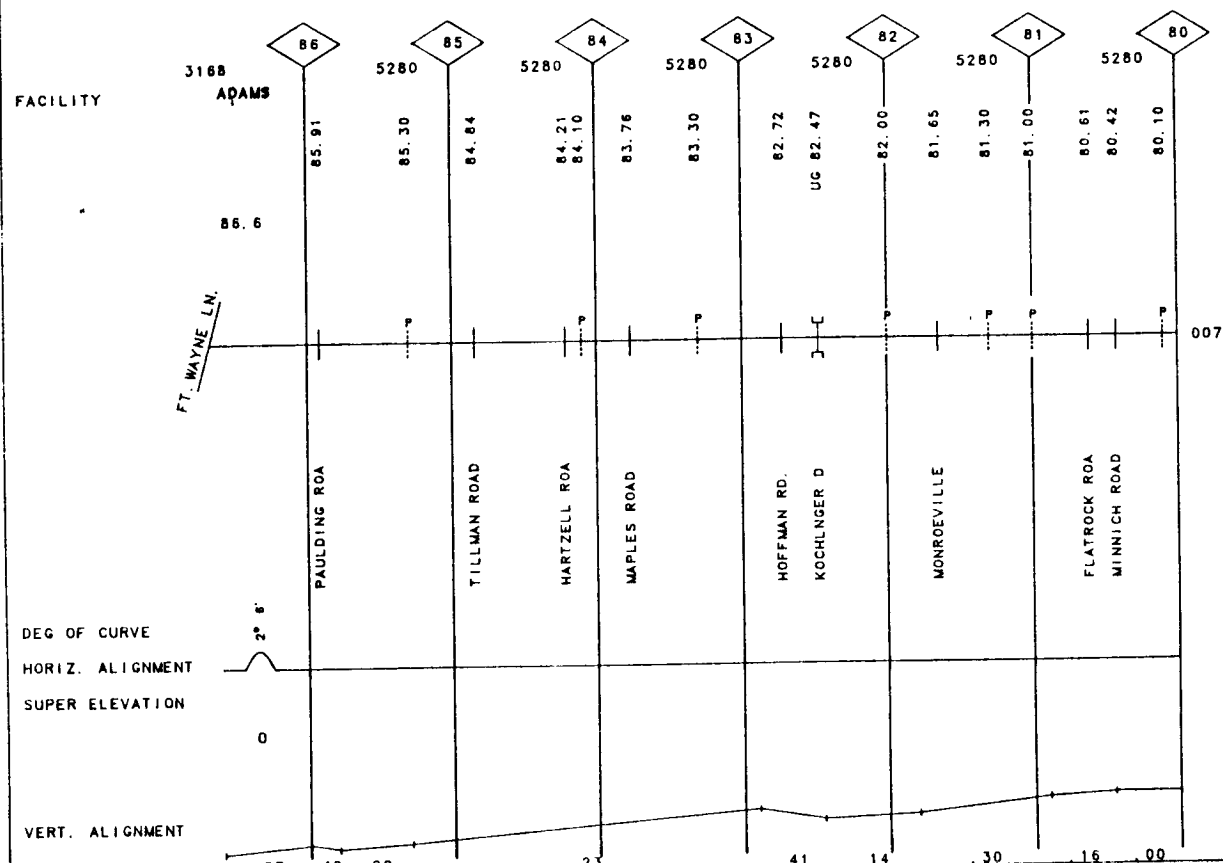 86 85 84 83 82 81 80
3168 5280 5280 5280 5280 5280 5280
FACILITY ADAMS
85.91 85.30 84.84 84.21 84.10 83.76 83.30 82.72 UG 82.47 82.00 81.65 81.30 81.00 80.61 80.42 80.10
86.6
FT. WAYNE LN.
P P P P P P P
007
PAULDING ROA
TILLMAN ROAD
HARTZELL ROA
MAPLES ROAD
HOFFMAN RD.
KOCHLNGER D
MONROEVILLE
FLATROCK ROA
MINNICH ROAD
DEG OF CURVE 2° 6'
HORIZ. ALIGNMENT
SUPER ELEVATION
0
VERT. ALIGNMENT
23 41 14 .30 16 .00